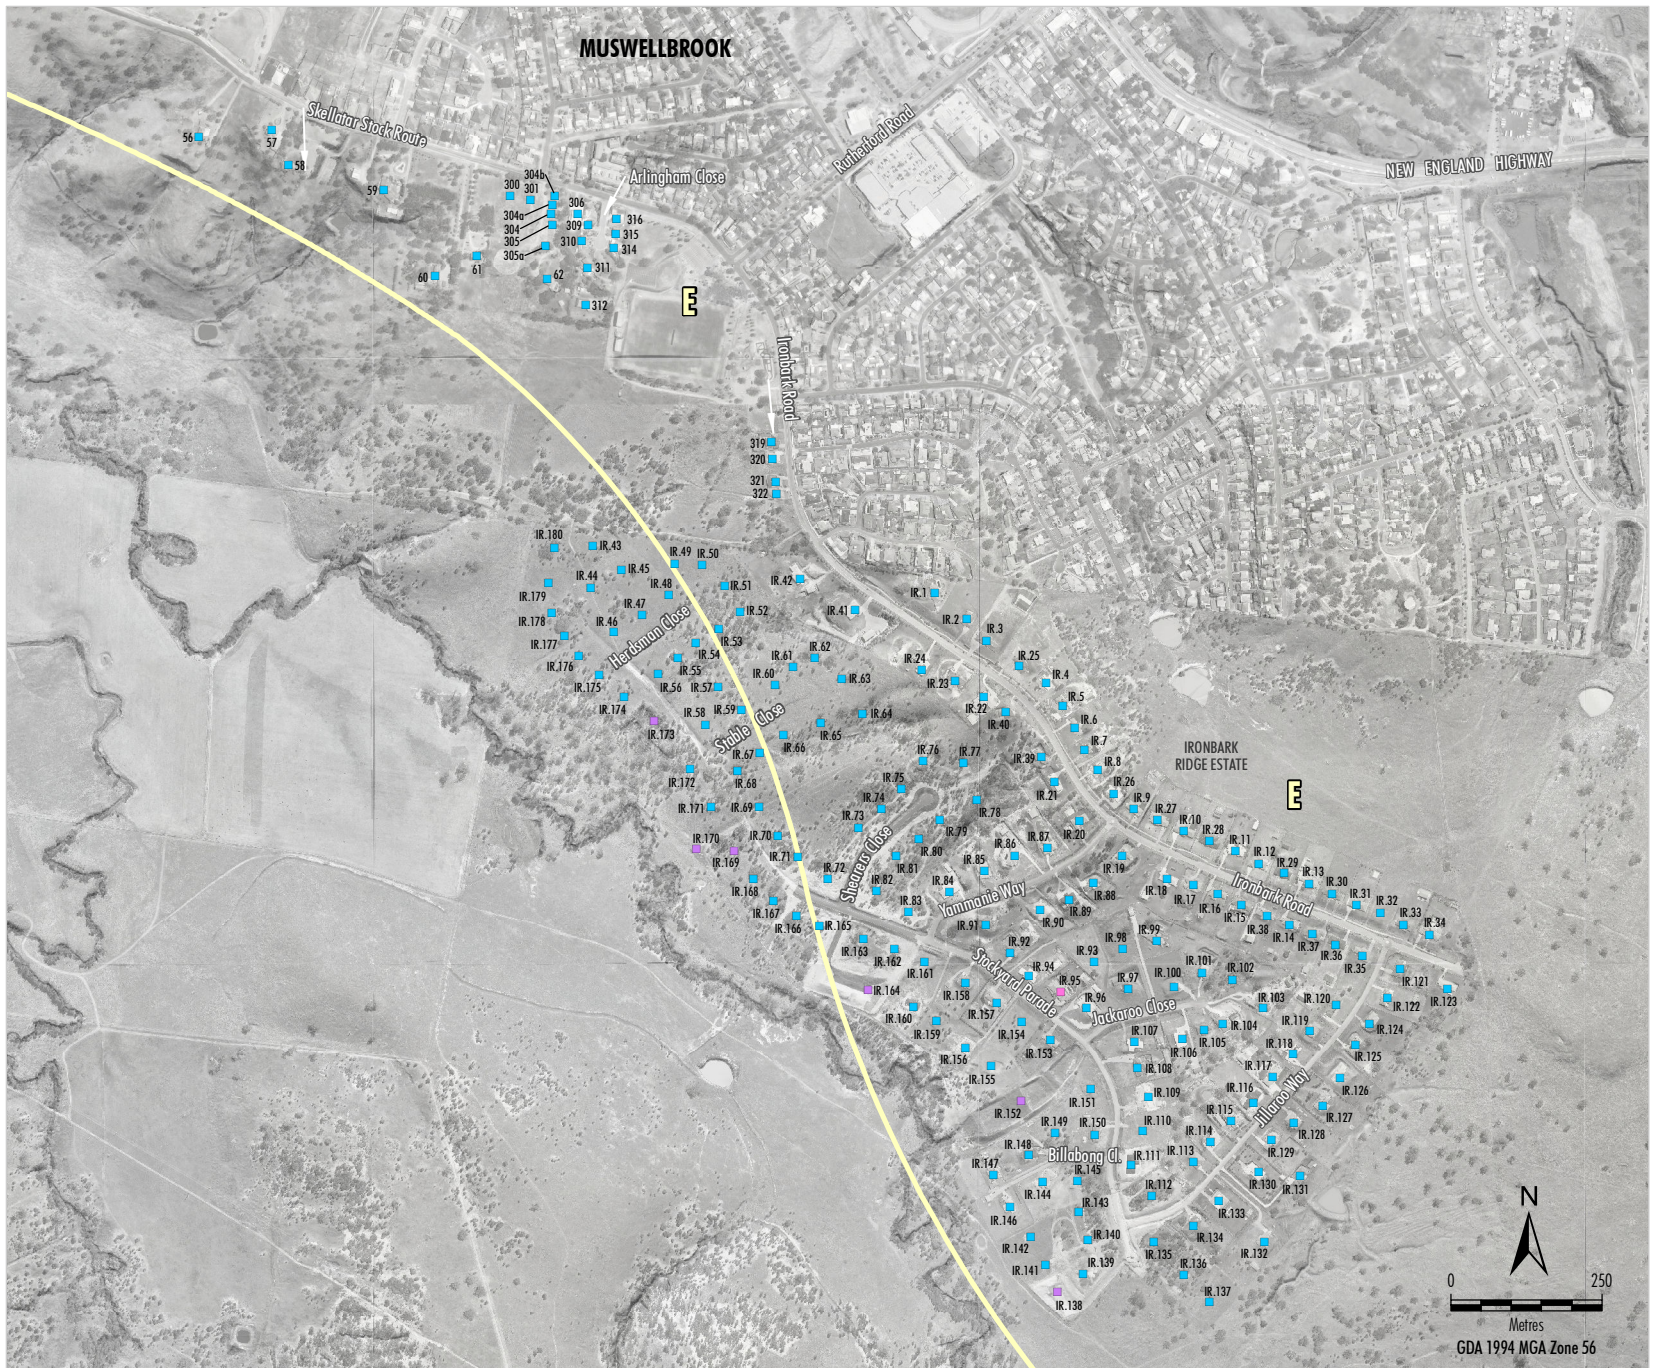 MUSWELLBROOK
Skellatar Stock Route
Rutherford Road
NEW ENGLAND HIGHWAY
56
57
58
59
Arlingham Close
300
301
304b
304a
304
305
305a
306
309
310
316
315
314
311
312
60
61
62
E
Ironbark Road
319
320
321
322
IR.180
IR.43
IR.49
IR.50
IR.45
IR.44
IR.48
IR.51
IR.42
IR.179
IR.47
IR.52
IR.41
IR.1
IR.178
IR.46
IR.2
IR.177
Herdsman Close
IR.53
IR.3
IR.176
IR.54
IR.55
IR.61
IR.62
IR.24
IR.25
IR.175
IR.56
IR.57
IR.60
IR.63
IR.23
IR.4
IR.174
IR.59
IR.22
IR.5
IR.173
IR.58
Stable Close
IR.64
IR.65
IR.40
IR.6
IR.66
IR.7
IR.67
IR.76
IR.77
IR.39
IR.8
IRONBARK
RIDGE ESTATE
E
IR.172
IR.68
IR.75
IR.21
IR.26
IR.171
IR.69
IR.74
IR.78
IR.9
IR.73
IR.79
IR.20
IR.27
IR.10
IR.170
IR.70
Shearers Close
IR.80
IR.87
IR.28
IR.169
IR.71
IR.81
IR.86
IR.19
IR.11
IR.12
IR.168
IR.72
IR.82
IR.85
IR.29
IR.13
IR.84
IR.88
IR.18
IR.17
Ironbark Road
IR.30
IR.31
IR.167
IR.83
Yammanie Way
IR.89
IR.16
IR.15
IR.32
IR.33
IR.34
IR.166
IR.165
IR.91
IR.90
IR.38
IR.14
IR.37
IR.36
IR.35
IR.163
IR.162
IR.161
IR.92
IR.93
IR.98
IR.99
Stockyard Parade
IR.94
IR.95
IR.97
IR.100
IR.101
IR.102
IR.121
IR.164
IR.158
IR.96
Jackaroo Close
IR.103
IR.120
IR.122
IR.123
IR.160
IR.157
IR.159
IR.154
IR.153
IR.107
IR.106
IR.105
IR.104
IR.119
IR.124
IR.156
IR.118
IR.125
IR.155
IR.108
IR.117
IR.126
IR.152
IR.151
IR.109
IR.116
Jillaroo Way
IR.127
IR.149
IR.150
IR.110
IR.115
IR.128
IR.148
Billabong Cl.
IR.114
IR.129
IR.147
IR.145
IR.111
IR.113
IR.130
IR.131
IR.144
IR.112
IR.146
IR.143
IR.133
IR.142
IR.140
IR.135
IR.134
IR.132
IR.141
IR.139
IR.136
IR.138
IR.137
N
0 250
Metres
GDA 1994 MGA Zone 56